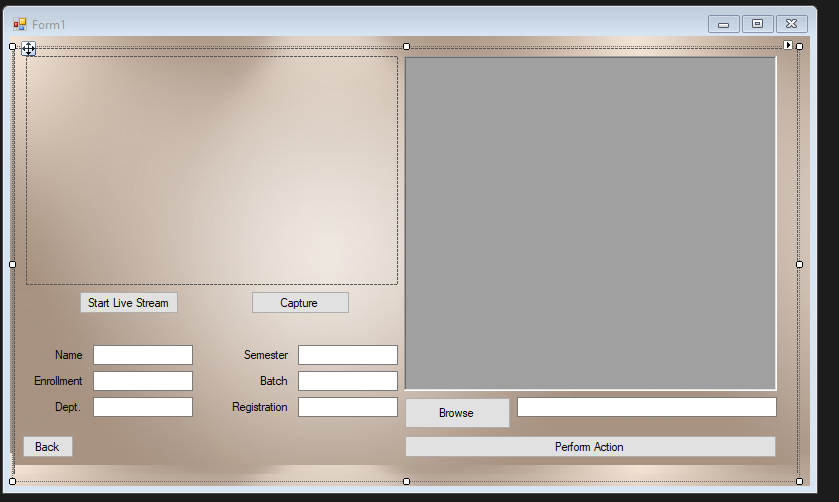 Form1
Start Live Stream
Capture
Name
Semester
Enrollment
Batch
Dept.
Registration
Browse
Back
Perform Action